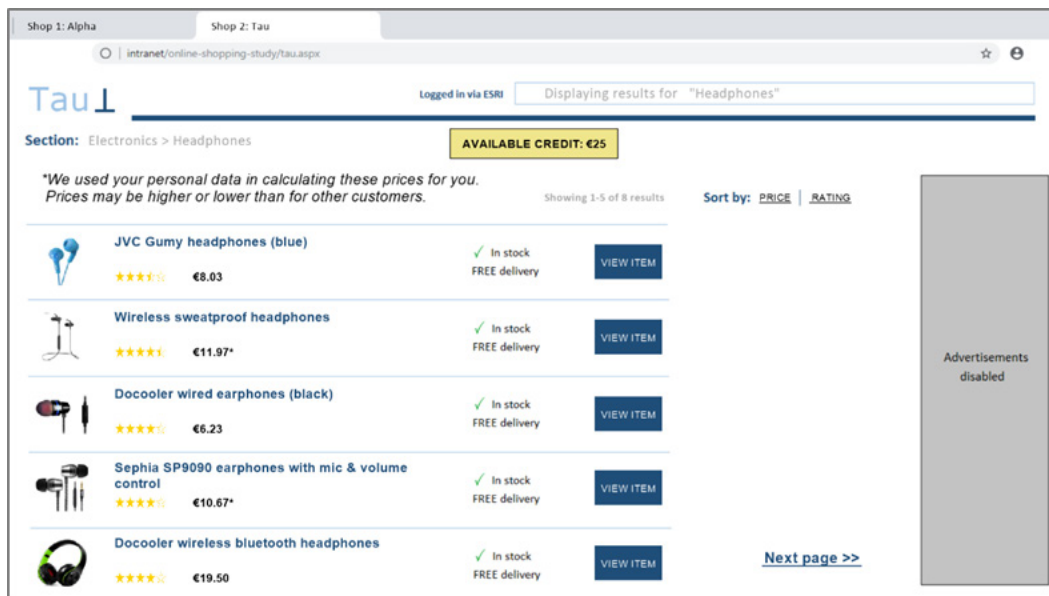 Shop 1: Alpha
Shop 2: Tau
intranet/online-shopping-study/tau.aspx
Tau
Logged in via ESRI
Displaying results for "Headphones"
Section: Electronics > Headphones
AVAILABLE CREDIT: €25
*We used your personal data in calculating these prices for you.
Prices may be higher or lower than for other customers.
Showing 1-5 of 8 results
Sort by: PRICE | RATING
JVC Gumy headphones (blue)
€8.03
✓ In stock
FREE delivery
VIEW ITEM
Wireless sweatproof headphones
€11.97*
✓ In stock
FREE delivery
VIEW ITEM
Docooler wired earphones (black)
€6.23
✓ In stock
FREE delivery
VIEW ITEM
Sephia SP9090 earphones with mic & volume
control
€10.67*
✓ In stock
FREE delivery
VIEW ITEM
Docooler wireless bluetooth headphones
€19.50
✓ In stock
FREE delivery
VIEW ITEM
Next page >>
Advertisements
disabled